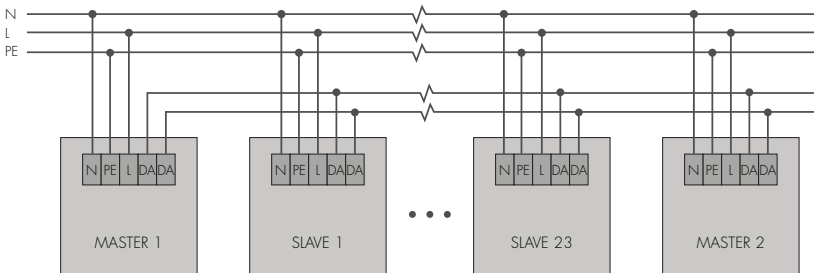 N
L
PE
N PE L DA DA
N PE L DA DA
N PE L DA DA
N PE L DA DA
MASTER 1
SLAVE 1
SLAVE 23
MASTER 2